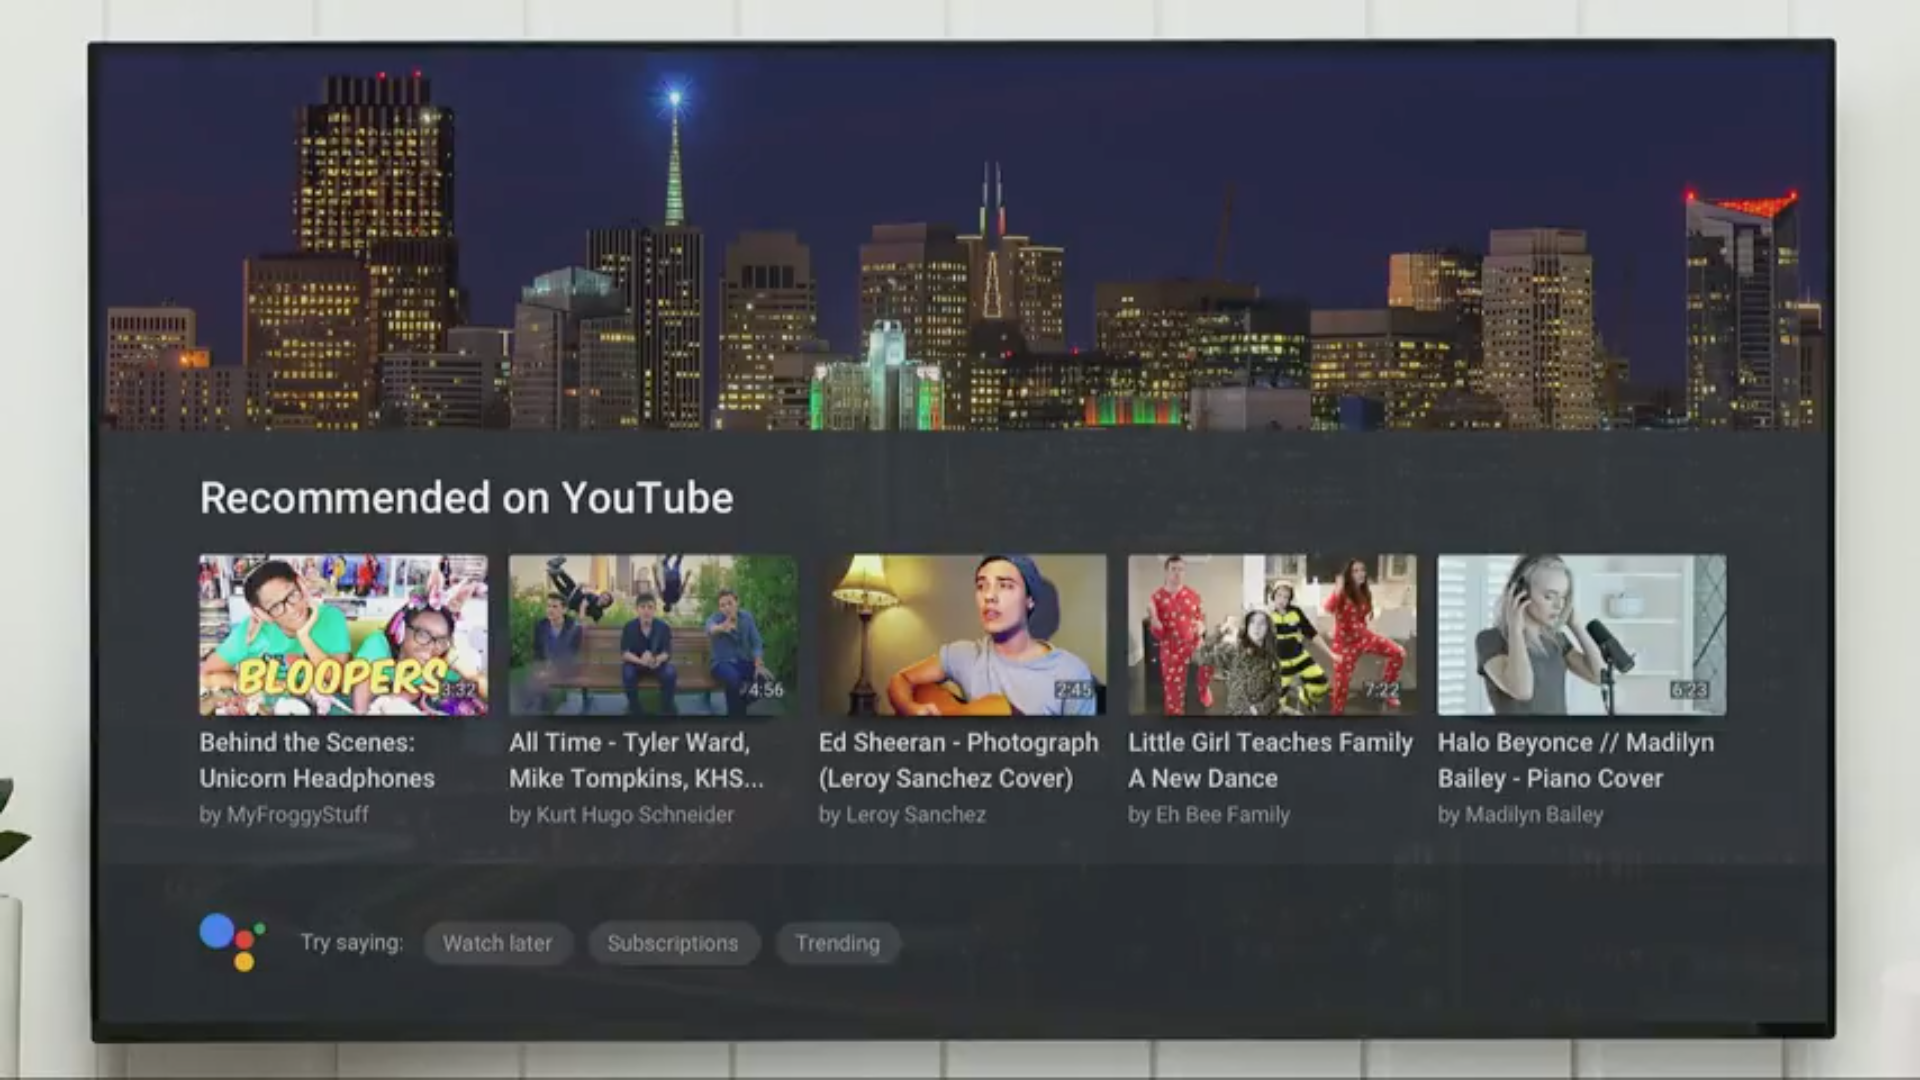 Recommended on YouTube
BLOOPERS
3:32
4:56
2:45
7:22
6:23
Behind the Scenes:
Unicorn Headphones
by MyFroggyStuff
All Time - Tyler Ward,
Mike Tompkins, KHS...
by Kurt Hugo Schneider
Ed Sheeran - Photograph
(Leroy Sanchez Cover)
by Leroy Sanchez
Little Girl Teaches Family
A New Dance
by Eh Bee Family
Halo Beyonce // Madilyn
Bailey - Piano Cover
by Madilyn Bailey
Try saying:
Watch later
Subscriptions
Trending